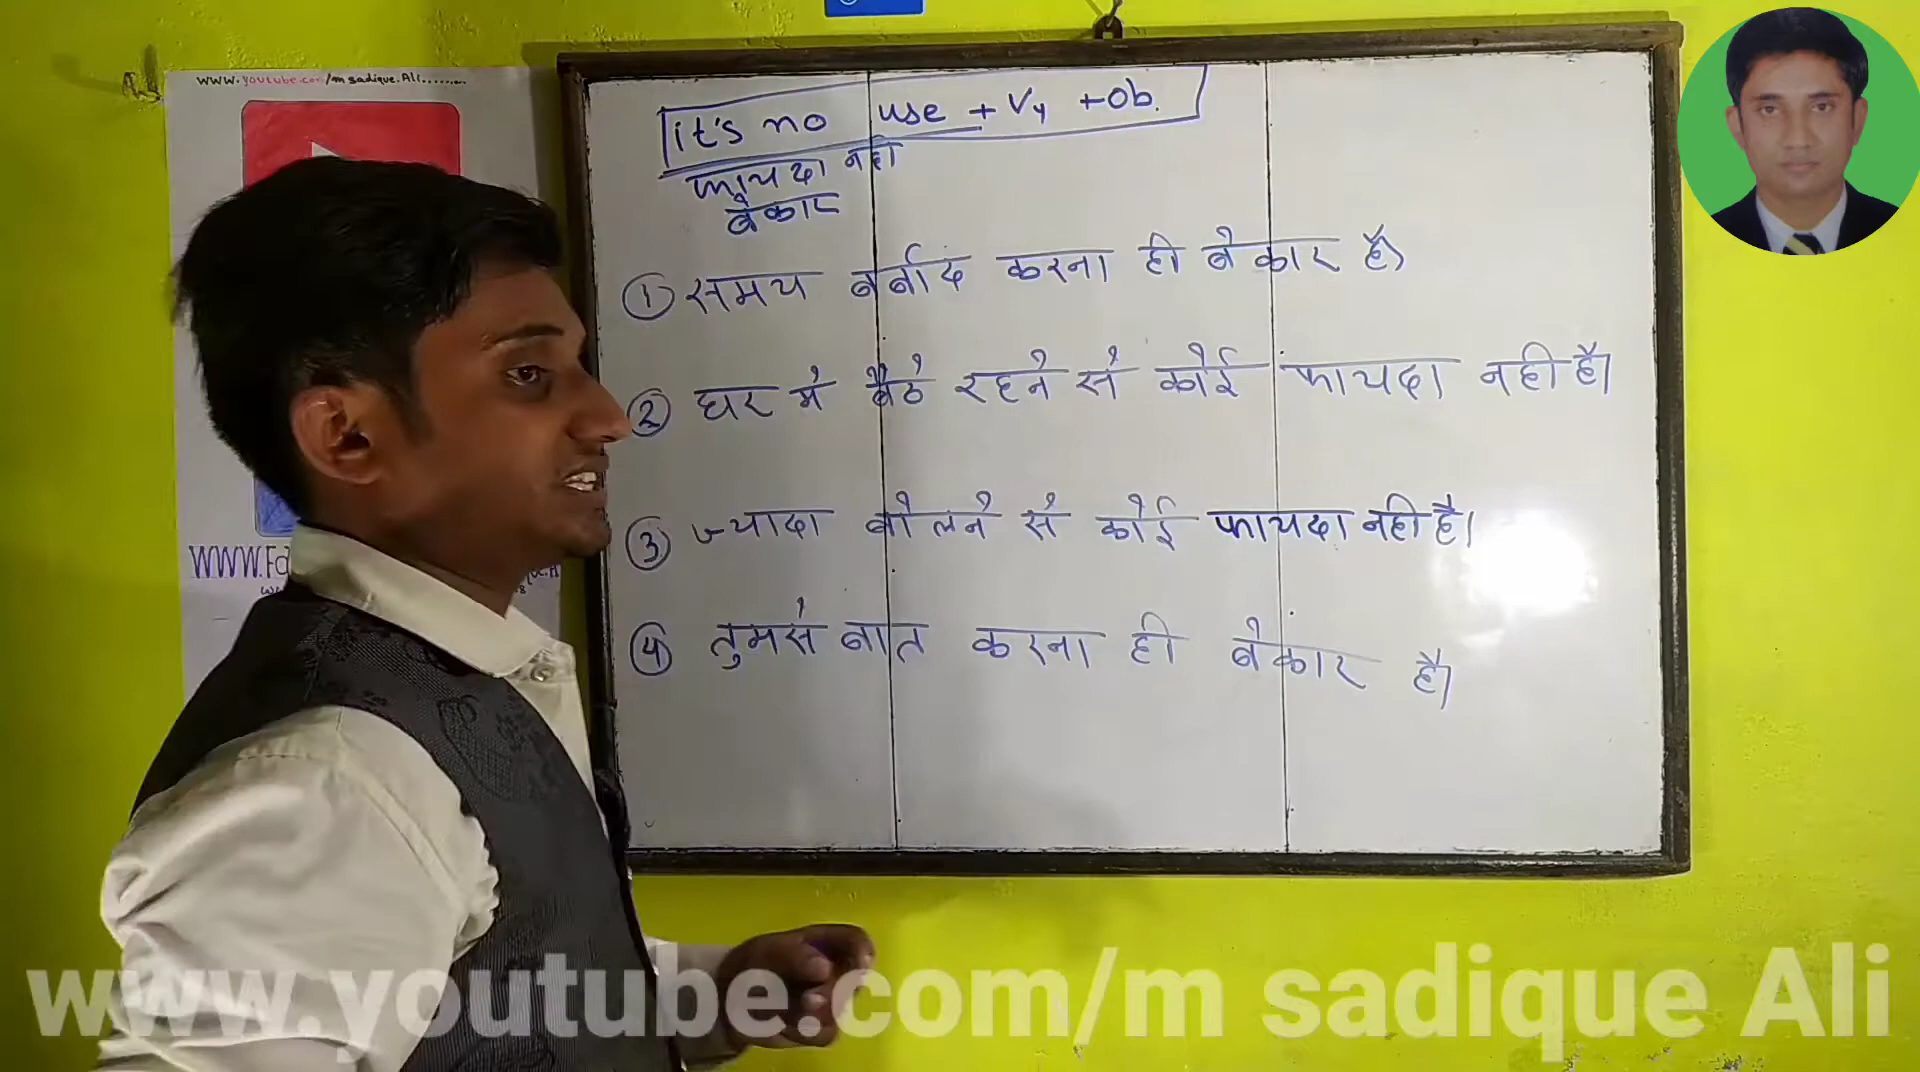 www.youtube.com/m sadique.Ali.......
it's no use + V4 + Ob.
फायदा नही
बेकार
① समय बर्बाद करना ही बेकार है।
② घर मे बैठे रहने से कोई फायदा नही है।
③ ज्यादा बोलने से कोई फायदा नही है।
④ तुमसे बात करना ही बेकार है।
www.youtube.com/m sadique Ali